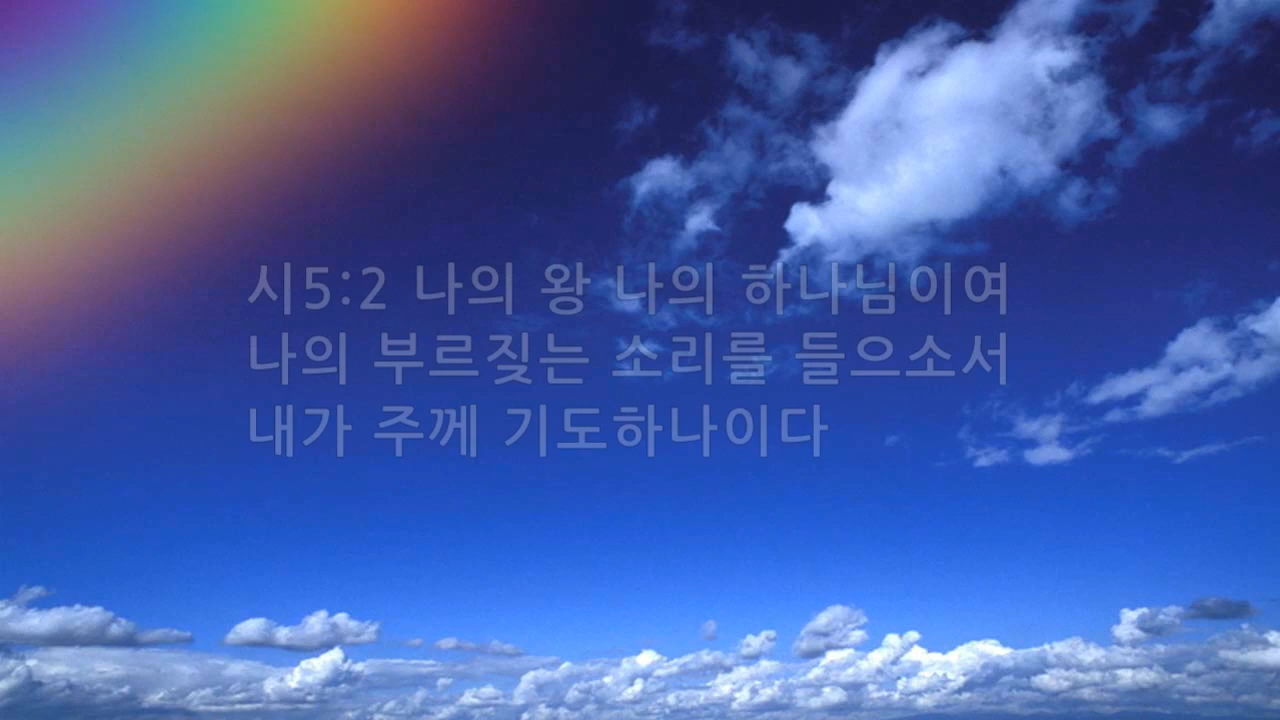 시5:2 나의 왕 나의 하나님이여
나의 부르짖는 소리를 들으소서
내가 주께 기도하나이다